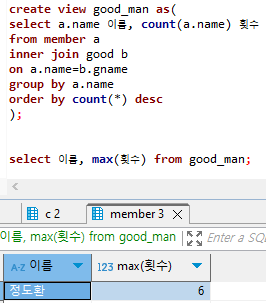 create view good_man as(
select a.name 이름, count(a.name) 횟수
from member a
inner join good b
on a.name=b.gname
group by a.name
order by count(*) desc
);
select 이름, max(횟수) from good_man;
c 2
member 3
이름, max(횟수) from good_man
Enter a SQ
A-Z 이름
123 max(횟수)
정도환
6